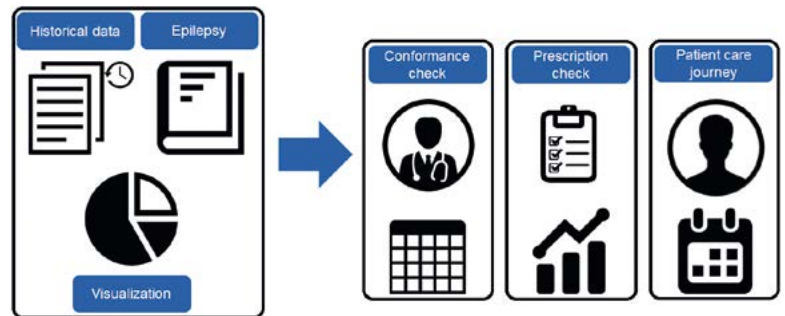 Historical data
Epilepsy
Visualization
Conformance
check
Prescription
check
Patient care
journey